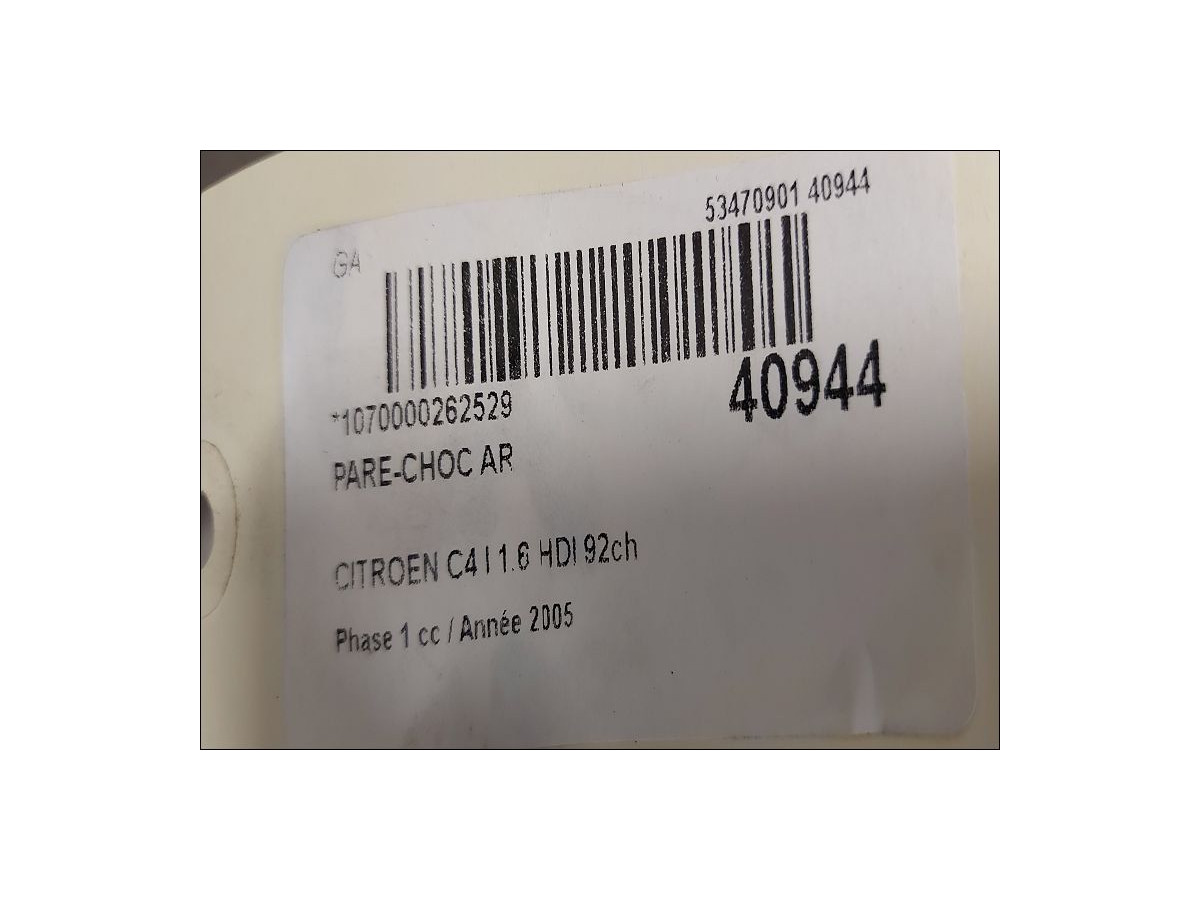 53470901 40944
GA
40944
*1070000262529
PARE-CHOC AR
CITROEN C4 I 1.6 HDI 92ch
Phase 1 cc / Année 2005